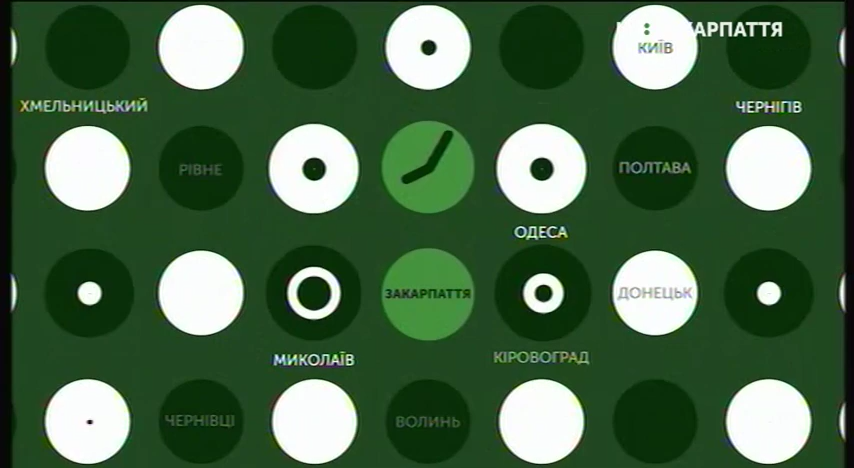 АРПАТТЯ
КИЇВ
ХМЕЛЬНИЦЬКИЙ
ЧЕРНІГІВ
РІВНЕ
ПОЛТАВА
ОДЕСА
ЗАКАРПАТТЯ
ДОНЕЦЬК
МИКОЛАЇВ
КІРОВОГРАД
ЧЕРНІВЦІ
ВОЛИНЬ